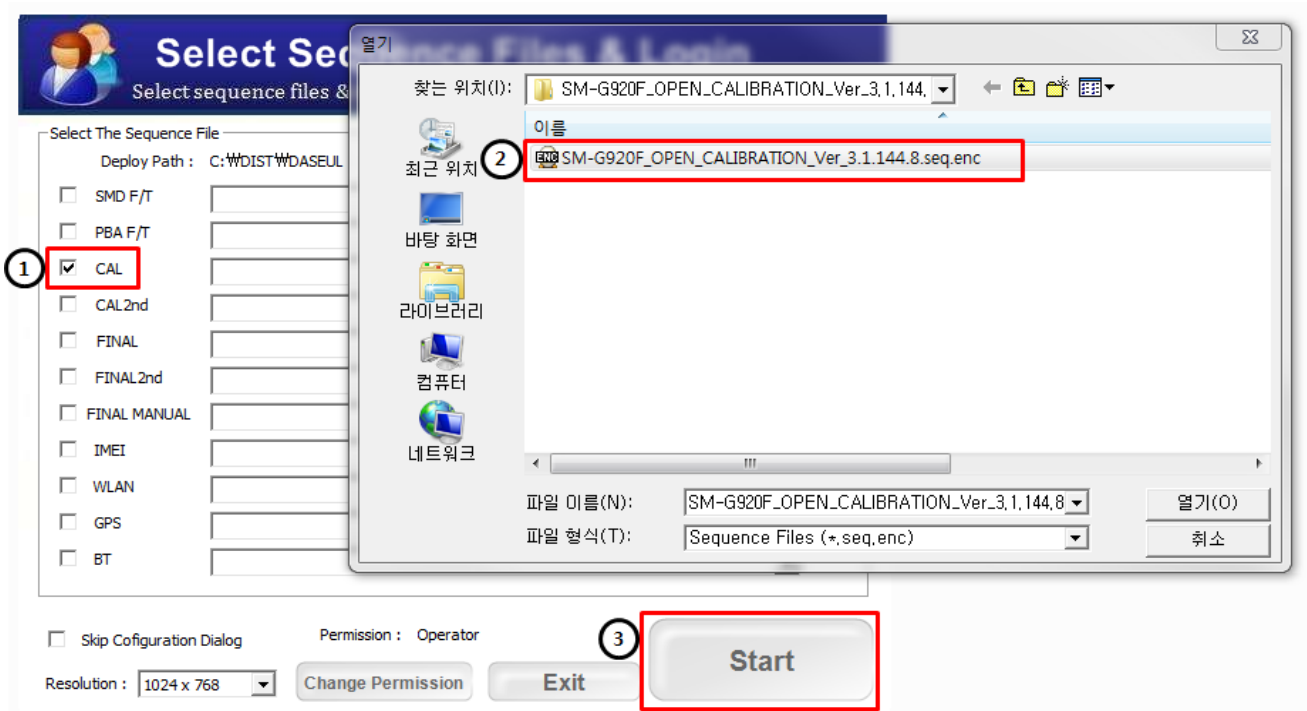 Select Sequence Files & Login
Select sequence files &
Select The Sequence File
Deploy Path : C:₩DIST₩DASEUL
SMD F/T
PBA F/T
1
CAL
CAL2nd
FINAL
FINAL2nd
FINAL MANUAL
IMEI
WLAN
GPS
BT
열기
찾는 위치(I): SM-G920F_OPEN_CALIBRATION_Ver_3,1,144,
이름
2
SM-G920F_OPEN_CALIBRATION_Ver_3.1.144.8.seq.enc
최근 위치
바탕 화면
라이브러리
컴퓨터
네트워크
파일 이름(N): SM-G920F_OPEN_CALIBRATION_Ver_3,1,144,8
열기(O)
파일 형식(T): Sequence Files (*,seq,enc)
취소
Skip Cofiguration Dialog
Permission : Operator
3
Start
Resolution : 1024 x 768
Change Permission
Exit